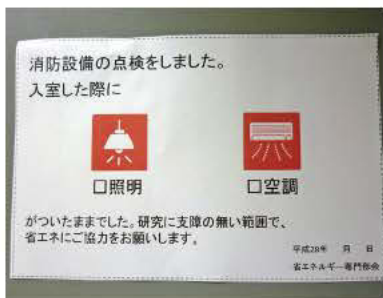 消防設備の点検をしました。
入室した際に
□照明 □空調
がついたままでした。研究に支障の無い範囲で、
省エネにご協力をお願いします。
平成28年 月 日
省エネルギー専門部会